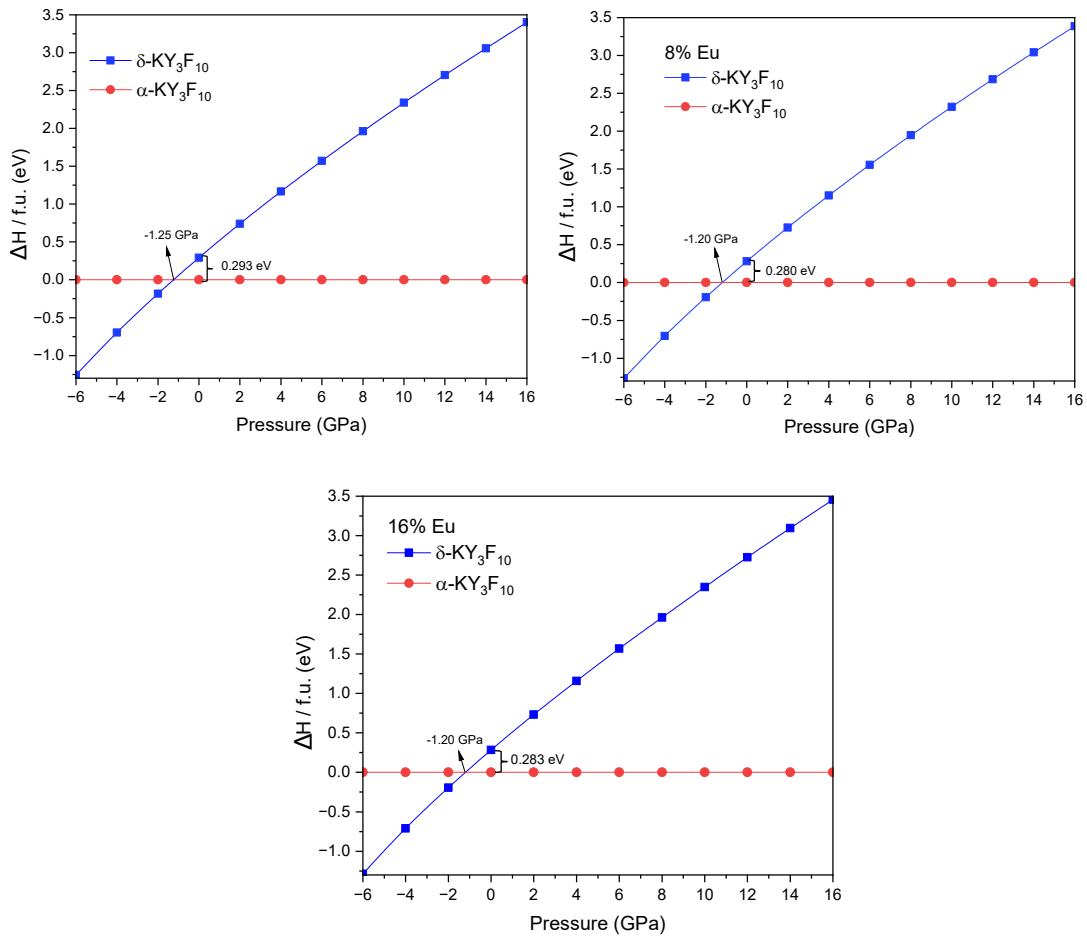 3.5
3.0
2.5
2.0
1.5
1.0
0.5
0.0
−0.5
−1.0
ΔH / f.u. (eV)
δ-KY₃F₁₀
α-KY₃F₁₀
-1.25 GPa
0.293 eV
−6 −4 −2 0 2 4 6 8 10 12 14 16
Pressure (GPa)
3.5
3.0
2.5
2.0
1.5
1.0
0.5
0.0
−0.5
−1.0
ΔH / f.u. (eV)
8% Eu
δ-KY₃F₁₀
α-KY₃F₁₀
-1.20 GPa
0.280 eV
−6 −4 −2 0 2 4 6 8 10 12 14 16
Pressure (GPa)
3.5
3.0
2.5
2.0
1.5
1.0
0.5
0.0
−0.5
−1.0
ΔH / f.u. (eV)
16% Eu
δ-KY₃F₁₀
α-KY₃F₁₀
-1.20 GPa
0.283 eV
−6 −4 −2 0 2 4 6 8 10 12 14 16
Pressure (GPa)